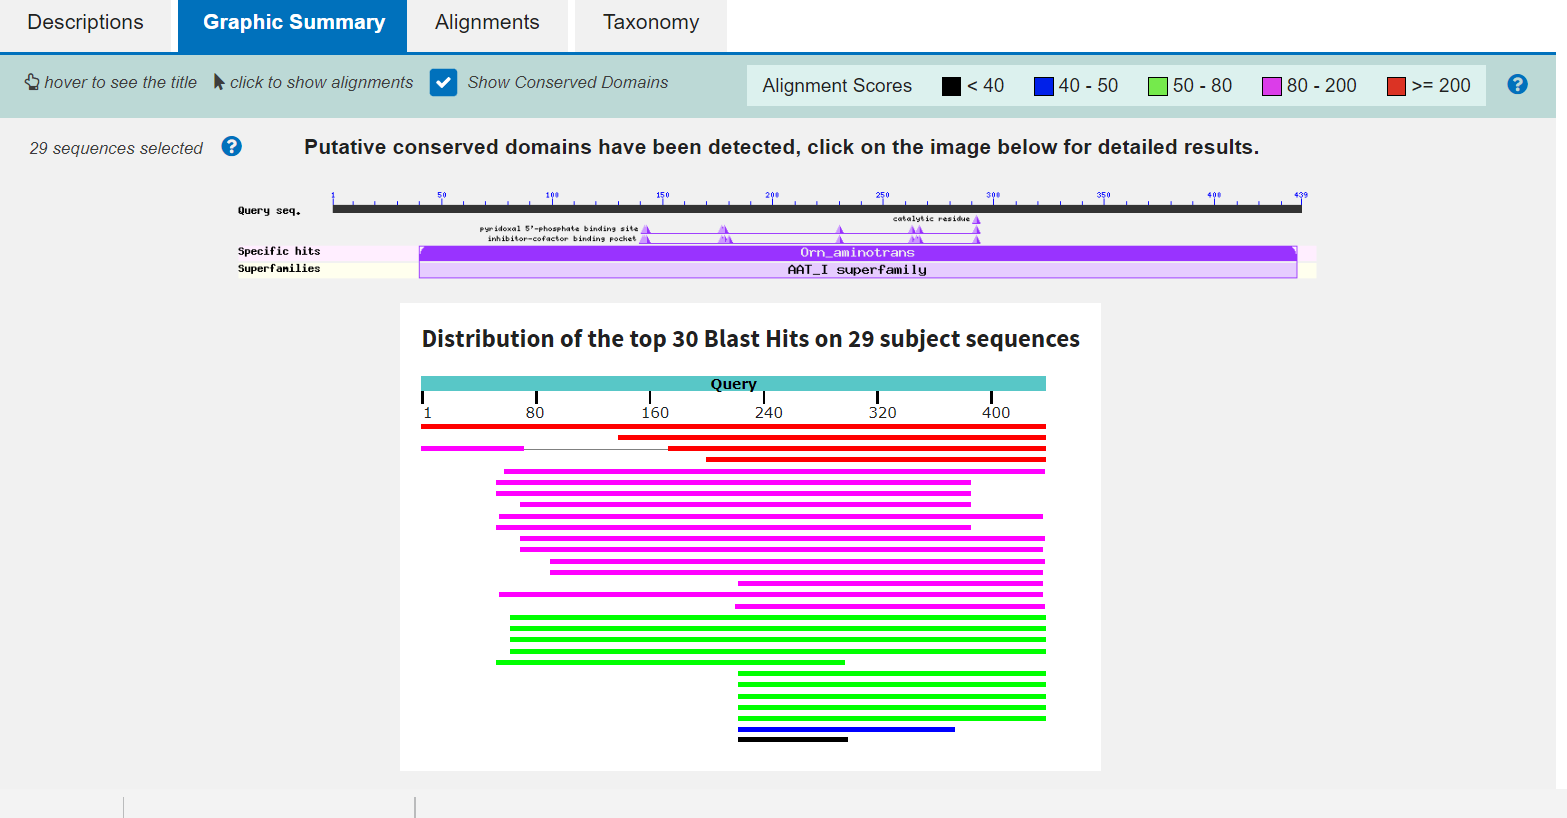 Descriptions Graphic Summary Alignments Taxonomy
hover to see the title click to show alignments Show Conserved Domains Alignment Scores < 40 40 - 50 50 - 80 80 - 200 >= 200 ?
29 sequences selected ? Putative conserved domains have been detected, click on the image below for detailed results.
1 50 100 150 200 250 300 350 400 439
Query seq.
catalytic residue
pyridoxal 5'-phosphate binding site
inhibitor-cofactor binding pocket
Specific hits Orn_aminotrans
Superfamilies AAT_I superfamily
Distribution of the top 30 Blast Hits on 29 subject sequences
Query
1 80 160 240 320 400